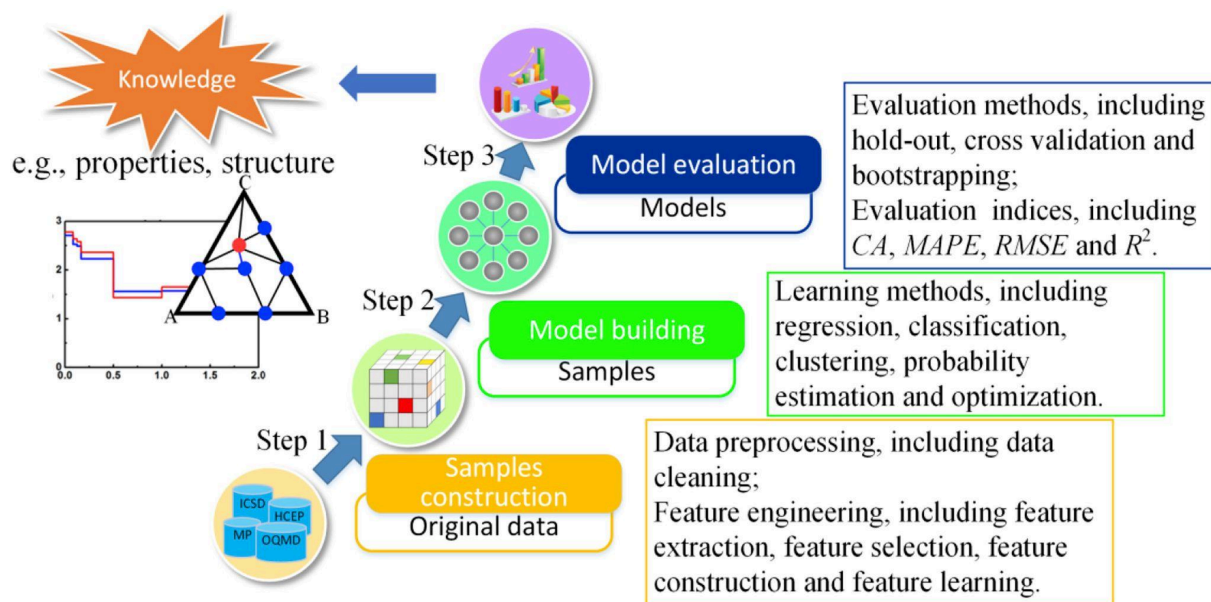 Knowledge
e.g., properties, structure
C
A
B
3
2
1
0
0.0
0.5
1.0
1.5
2.0
Step 3
Model evaluation
Models
Evaluation methods, including
hold-out, cross validation and
bootstrapping;
Evaluation indices, including
CA, MAPE, RMSE and R².
Step 2
Model building
Samples
Learning methods, including
regression, classification,
clustering, probability
estimation and optimization.
Step 1
Samples
construction
Original data
ICSD
HCEP
MP
OQMD
Data preprocessing, including data
cleaning;
Feature engineering, including feature
extraction, feature selection, feature
construction and feature learning.